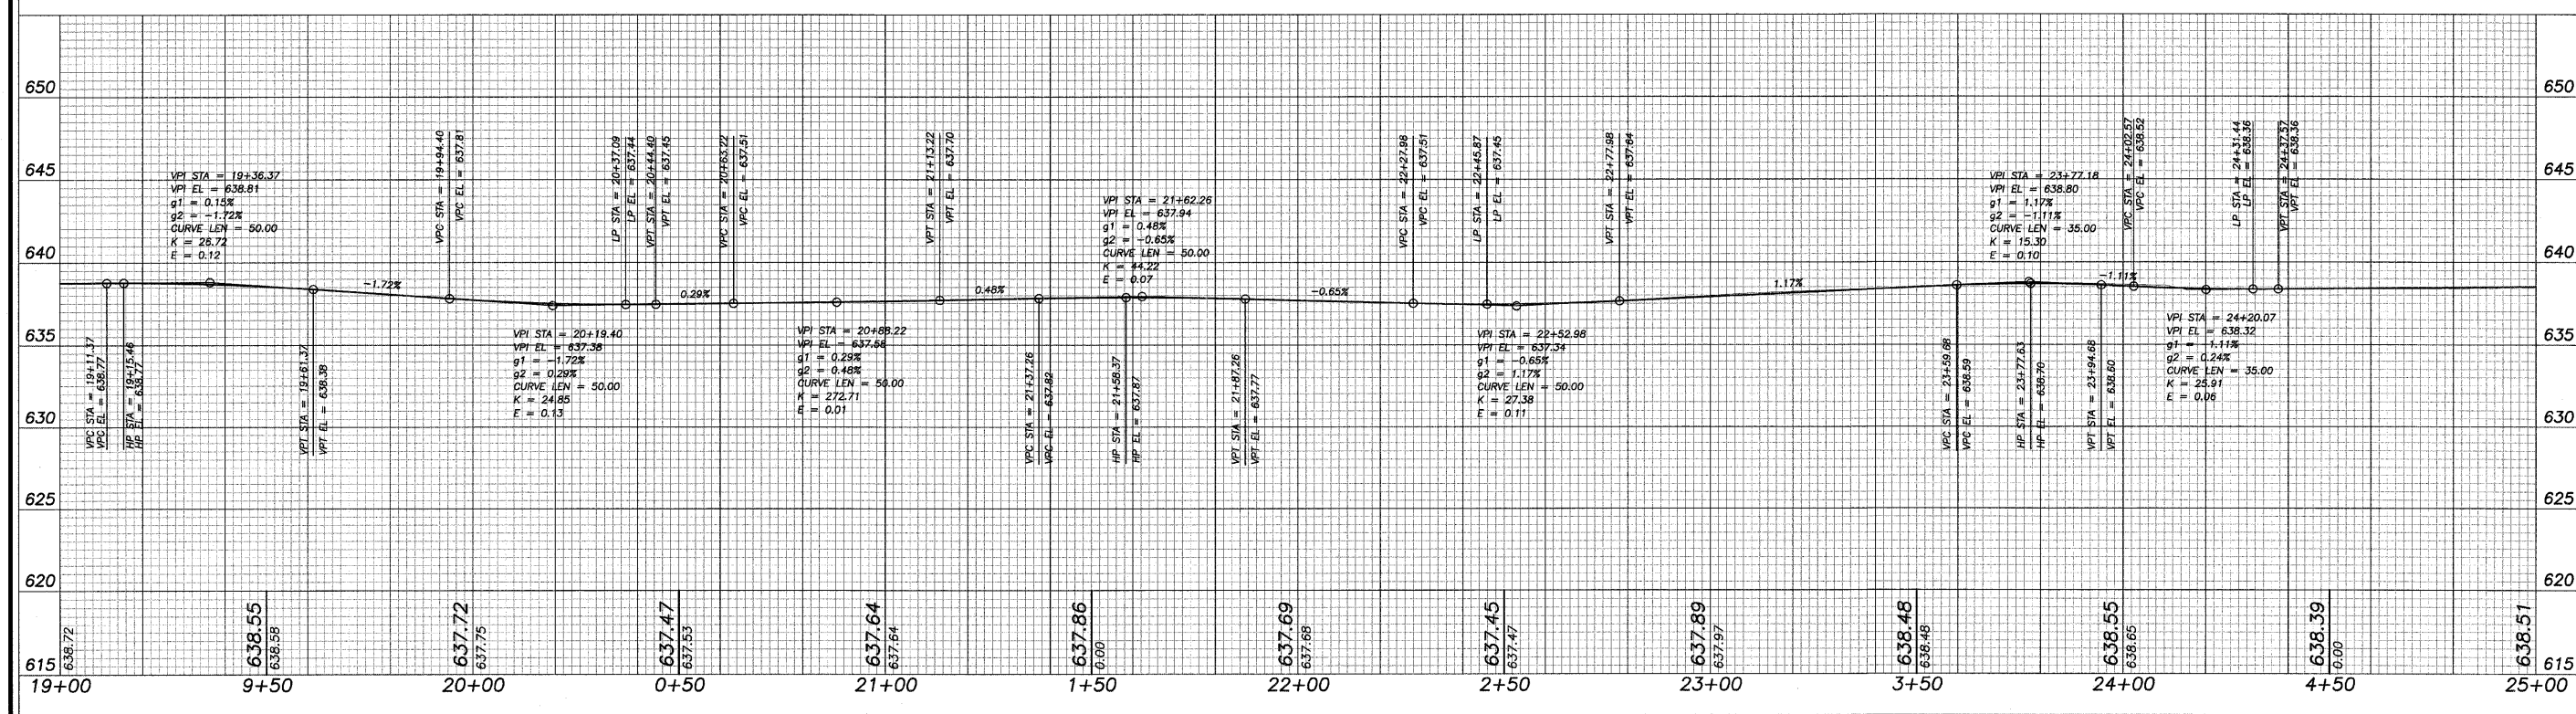 650
645
640
635
630
625
620
615
VPC STA = 19+11.37
VPC EL = 638.77
HP STA = 19+15.46
HP EL = 638.77
VPI STA = 19+36.37
VPI EL = 638.81
g1 = 0.15%
g2 = -1.72%
CURVE LEN = 50.00
K = 26.72
E = 0.12
VPT STA = 19+61.37
VPT EL = 638.38
-1.72%
VPC STA = 19+94.40
VPC EL = 637.81
VPI STA = 20+19.40
VPI EL = 637.38
g1 = -1.72%
g2 = 0.29%
CURVE LEN = 50.00
K = 24.85
E = 0.13
LP STA = 20+37.09
LP EL = 637.44
VPT STA = 20+44.40
VPT EL = 637.45
0.29%
VPC STA = 20+63.22
VPC EL = 637.51
VPI STA = 20+88.22
VPI EL = 637.58
g1 = 0.29%
g2 = 0.48%
CURVE LEN = 50.00
K = 272.71
E = 0.01
VPT STA = 21+13.22
VPT EL = 637.70
0.48%
VPC STA = 21+37.26
VPC EL = 637.82
VPI STA = 21+62.26
VPI EL = 637.94
g1 = 0.48%
g2 = -0.65%
CURVE LEN = 50.00
K = 44.22
E = 0.07
HP STA = 21+58.37
HP EL = 637.87
VPT STA = 21+87.26
VPT EL = 637.77
-0.65%
VPC STA = 22+27.98
VPC EL = 637.51
LP STA = 22+45.87
LP EL = 637.45
VPI STA = 22+52.98
VPI EL = 637.34
g1 = -0.65%
g2 = 1.17%
CURVE LEN = 50.00
K = 27.38
E = 0.11
VPT STA = 22+77.98
VPT EL = 637.64
1.17%
VPC STA = 23+59.68
VPC EL = 638.59
VPI STA = 23+77.18
VPI EL = 638.80
g1 = 1.17%
g2 = -1.11%
CURVE LEN = 35.00
K = 15.30
E = 0.10
HP STA = 23+77.63
HP EL = 638.70
VPT STA = 23+94.68
VPT EL = 638.60
-1.11%
VPC STA = 24+02.57
VPC EL = 638.52
VPI STA = 24+20.07
VPI EL = 638.32
g1 = -1.11%
g2 = 0.24%
CURVE LEN = 35.00
K = 25.91
E = 0.06
LP STA = 24+31.44
LP EL = 638.36
VPT STA = 24+37.57
VPT EL = 638.36
650
645
640
635
630
625
620
615
638.72
638.55
638.58
637.72
637.75
637.47
637.53
637.64
637.64
637.86
0.00
637.69
637.68
637.45
637.47
637.89
637.97
638.48
638.48
638.55
638.65
638.39
0.00
638.51
19+00
9+50
20+00
0+50
21+00
1+50
22+00
2+50
23+00
3+50
24+00
4+50
25+00